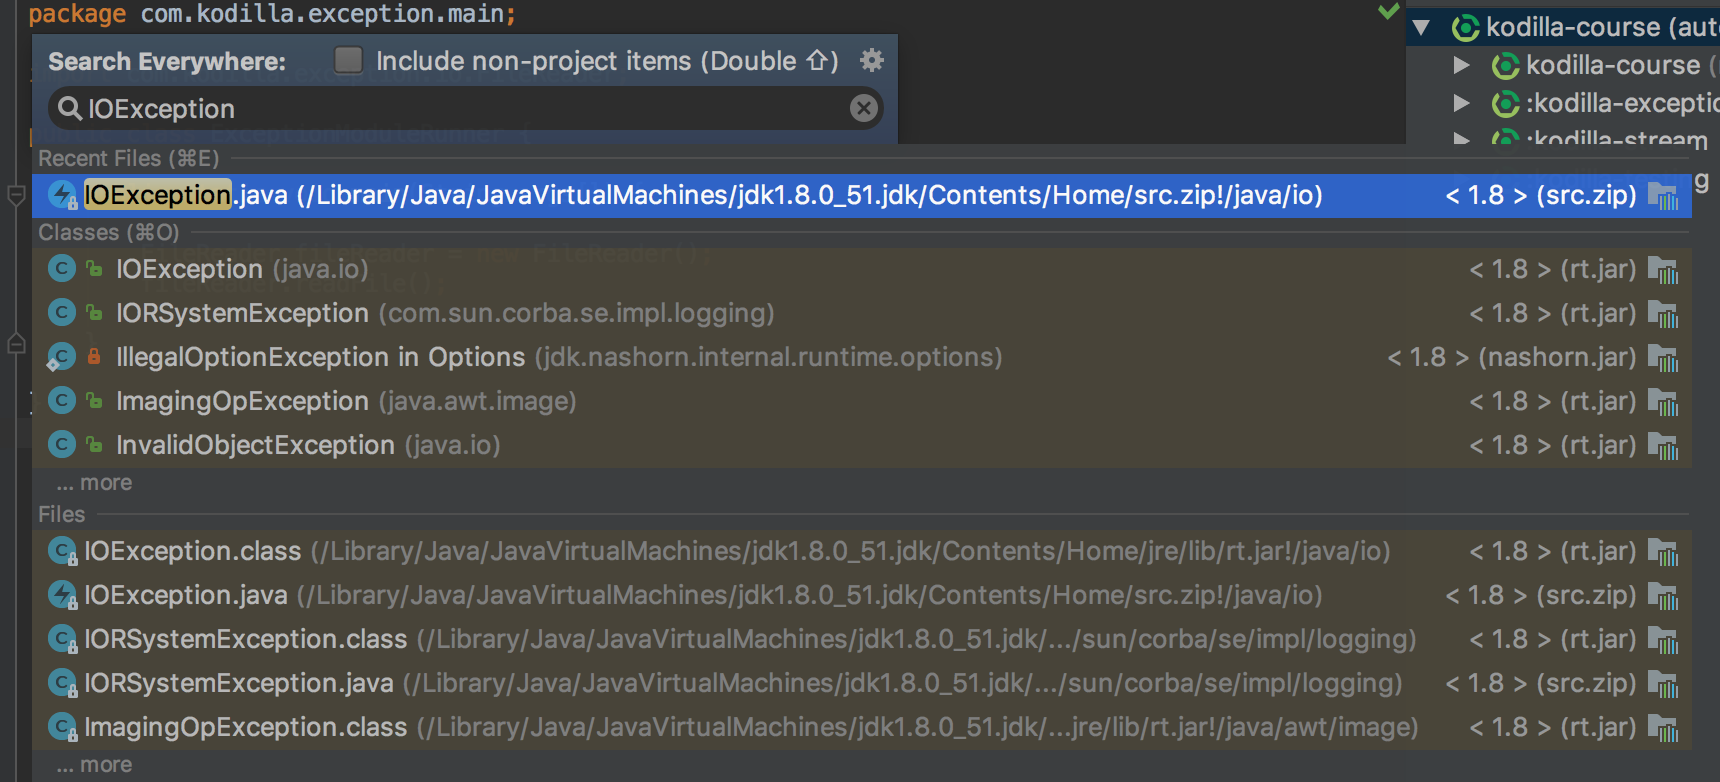 package com.kodilla.exception.main;
kodilla-course (aut
Search Everywhere: Include non-project items (Double ⇧)
kodilla-course
IOException
:kodilla-exceptic
ExceptionModuleRunner {
:kodilla-stream
Recent Files (⌘E)
IOException.java (/Library/Java/JavaVirtualMachines/jdk1.8.0_51.jdk/Contents/Home/src.zip!/java/io) < 1.8 > (src.zip)
Classes (⌘O)
fileReader = new FileReader();
IOException (java.io) < 1.8 > (rt.jar)
fileReader.readFile();
IORSystemException (com.sun.corba.se.impl.logging) < 1.8 > (rt.jar)
IllegalOptionException in Options (jdk.nashorn.internal.runtime.options) < 1.8 > (nashorn.jar)
ImagingOpException (java.awt.image) < 1.8 > (rt.jar)
InvalidObjectException (java.io) < 1.8 > (rt.jar)
... more
Files
IOException.class (/Library/Java/JavaVirtualMachines/jdk1.8.0_51.jdk/Contents/Home/jre/lib/rt.jar!/java/io) < 1.8 > (rt.jar)
IOException.java (/Library/Java/JavaVirtualMachines/jdk1.8.0_51.jdk/Contents/Home/src.zip!/java/io) < 1.8 > (src.zip)
IORSystemException.class (/Library/Java/JavaVirtualMachines/jdk1.8.0_51.jdk/.../sun/corba/se/impl/logging) < 1.8 > (rt.jar)
IORSystemException.java (/Library/Java/JavaVirtualMachines/jdk1.8.0_51.jdk/.../sun/corba/se/impl/logging) < 1.8 > (src.zip)
ImagingOpException.class (/Library/Java/JavaVirtualMachines/jdk1.8.0_51.jdk/...jre/lib/rt.jar!/java/awt/image) < 1.8 > (rt.jar)
... more